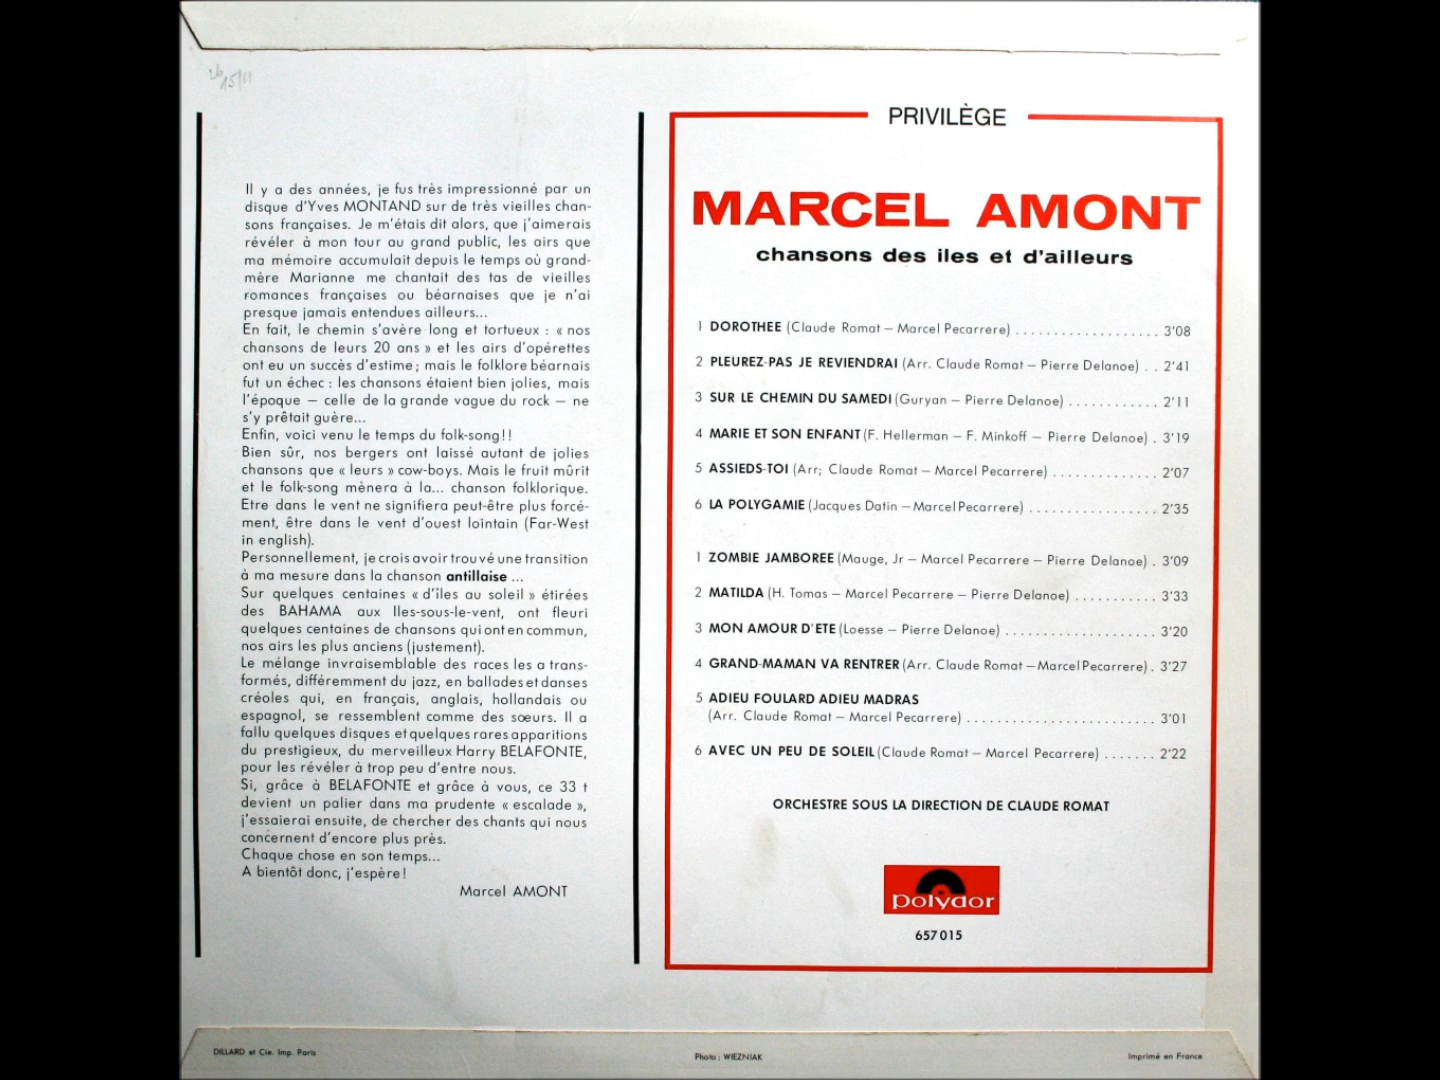 Il y a des années, je fus très impressionné par un
disque d'Yves MONTAND sur de très vieilles chan-
sons françaises. Je m'étais dit alors, que j'aimerais
révéler à mon tour au grand public, les airs que
ma mémoire accumulait depuis le temps où grand-
mère Marianne me chantait des tas de vieilles
romances françaises ou béarnaises que je n'ai
presque jamais entendues ailleurs...
En fait, le chemin s'avère long et tortueux : « nos
chansons de leurs 20 ans » et les airs d'opérettes
ont eu un succès d'estime ; mais le folklore béarnais
fut un échec : les chansons étaient bien jolies, mais
l'époque — celle de la grande vague du rock — ne
s'y prêtait guère...
Enfin, voici venu le temps du folk-song!!
Bien sûr, nos bergers ont laissé autant de jolies
chansons que « leurs » cow-boys. Mais le fruit mûrit
et le folk-song mènera à la... chanson folklorique.
Etre dans le vent ne signifiera peut-être plus forcé-
ment, être dans le vent d'ouest lointain (Far-West
in english).
Personnellement, je crois avoir trouvé une transition
à ma mesure dans la chanson antillaise ...
Sur quelques centaines « d'îles au soleil » étirées
des BAHAMA aux Iles-sous-le-vent, ont fleuri
quelques centaines de chansons qui ont en commun,
nos airs les plus anciens (justement).
Le mélange invraisemblable des races les a trans-
formés, différemment du jazz, en ballades et danses
créoles qui, en français, anglais, hollandais ou
espagnol, se ressemblent comme des sœurs. Il a
fallu quelques disques et quelques rares apparitions
du prestigieux, du merveilleux Harry BELAFONTE,
pour les révéler à trop peu d'entre nous.
Si, grâce à BELAFONTE et grâce à vous, ce 33 t
devient un palier dans ma prudente « escalade »,
j'essaierai ensuite, de chercher des chants qui nous
concernent d'encore plus près.
Chaque chose en son temps...
A bientôt donc, j'espère !
Marcel AMONT
PRIVILÈGE
MARCEL AMONT
chansons des iles et d'ailleurs
1 DOROTHEE (Claude Romat — Marcel Pecarrere) . . . . . . . . . . . . . . . . . . . 3'08
2 PLEUREZ-PAS JE REVIENDRAI (Arr. Claude Romat — Pierre Delanoe) . . 2'41
3 SUR LE CHEMIN DU SAMEDI (Guryan — Pierre Delanoe) . . . . . . . . . . . . 2'11
4 MARIE ET SON ENFANT (F. Hellerman — F. Minkoff — Pierre Delanoe) . 3'19
5 ASSIEDS-TOI (Arr; Claude Romat — Marcel Pecarrere) . . . . . . . . . . . . . . 2'07
6 LA POLYGAMIE (Jacques Datin — Marcel Pecarrere) . . . . . . . . . . . . . . . . . 2'35
1 ZOMBIE JAMBOREE (Mauge, Jr — Marcel Pecarrere — Pierre Delanoe) . 3'09
2 MATILDA (H. Tomas — Marcel Pecarrere — Pierre Delanoe) . . . . . . . . . . . 3'33
3 MON AMOUR D'ETE (Loesse — Pierre Delanoe) . . . . . . . . . . . . . . . . . . . . 3'20
4 GRAND-MAMAN VA RENTRER (Arr. Claude Romat — Marcel Pecarrere) . 3'27
5 ADIEU FOULARD ADIEU MADRAS
(Arr. Claude Romat — Marcel Pecarrere) . . . . . . . . . . . . . . . . . . . . . . . . . 3'01
6 AVEC UN PEU DE SOLEIL (Claude Romat — Marcel Pecarrere) . . . . . . . 2'22
ORCHESTRE SOUS LA DIRECTION DE CLAUDE ROMAT
polydor
657 015
DILLARD et Cie. Imp. Paris
Photo : WIEZNIAK
Imprimé en France